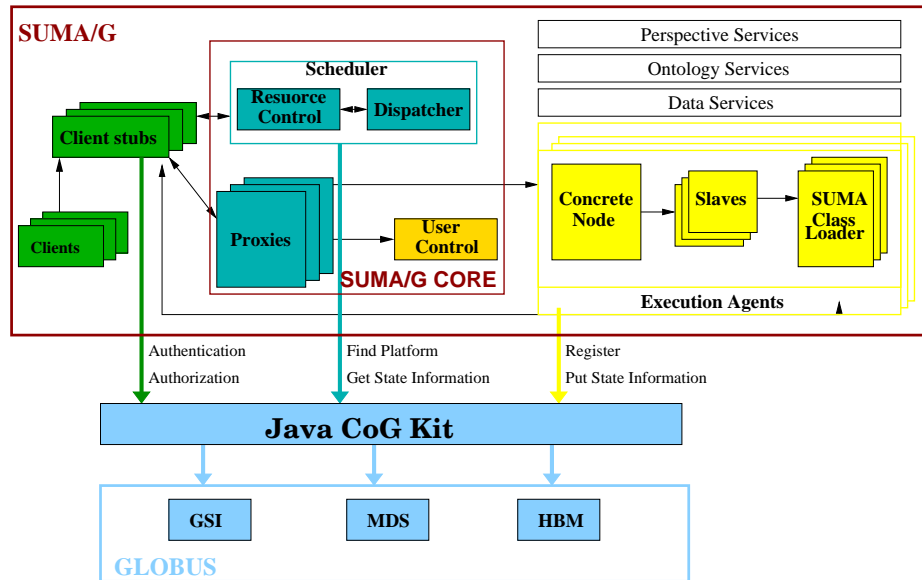 SUMA/G
Perspective Services
Ontology Services
Data Services
Scheduler
Resuorce
Control
Dispatcher
Client stubs
Clients
Proxies
User
Control
SUMA/G CORE
Concrete
Node
Slaves
SUMA
Class
Loader
Execution Agents
Authentication
Authorization
Find Platform
Get State Information
Register
Put State Information
Java CoG Kit
GSI
MDS
HBM
GLOBUS